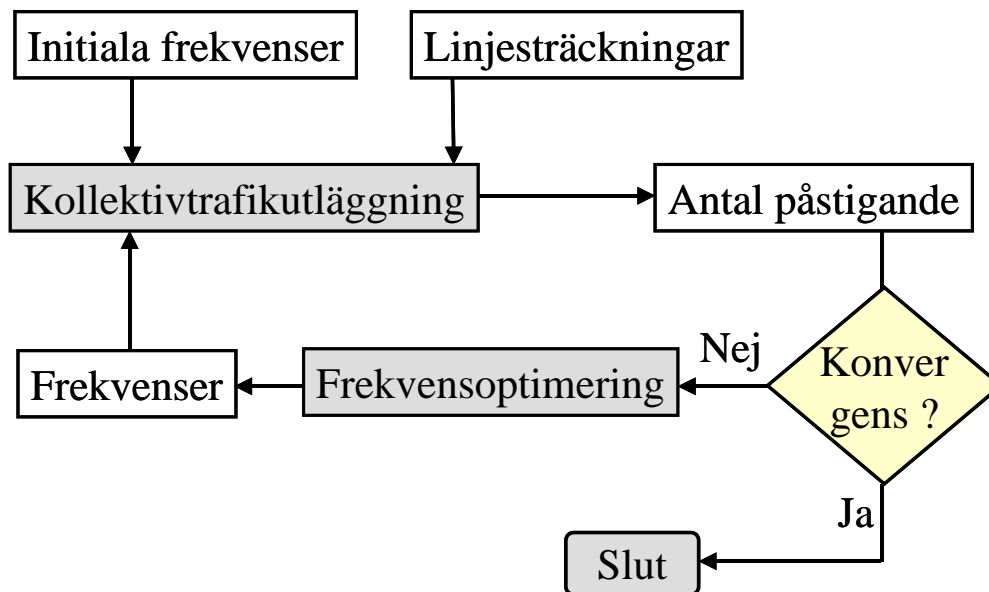 Initiala frekvenser
Linjesträckningar
Kollektivtrafikutläggning
Antal påstigande
Nej
Konver
gens ?
Frekvensoptimering
Frekvenser
Ja
Slut